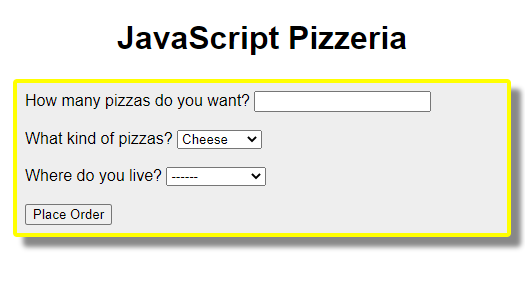 JavaScript Pizzeria
How many pizzas do you want?
What kind of pizzas? Cheese
Where do you live? ------
Place Order